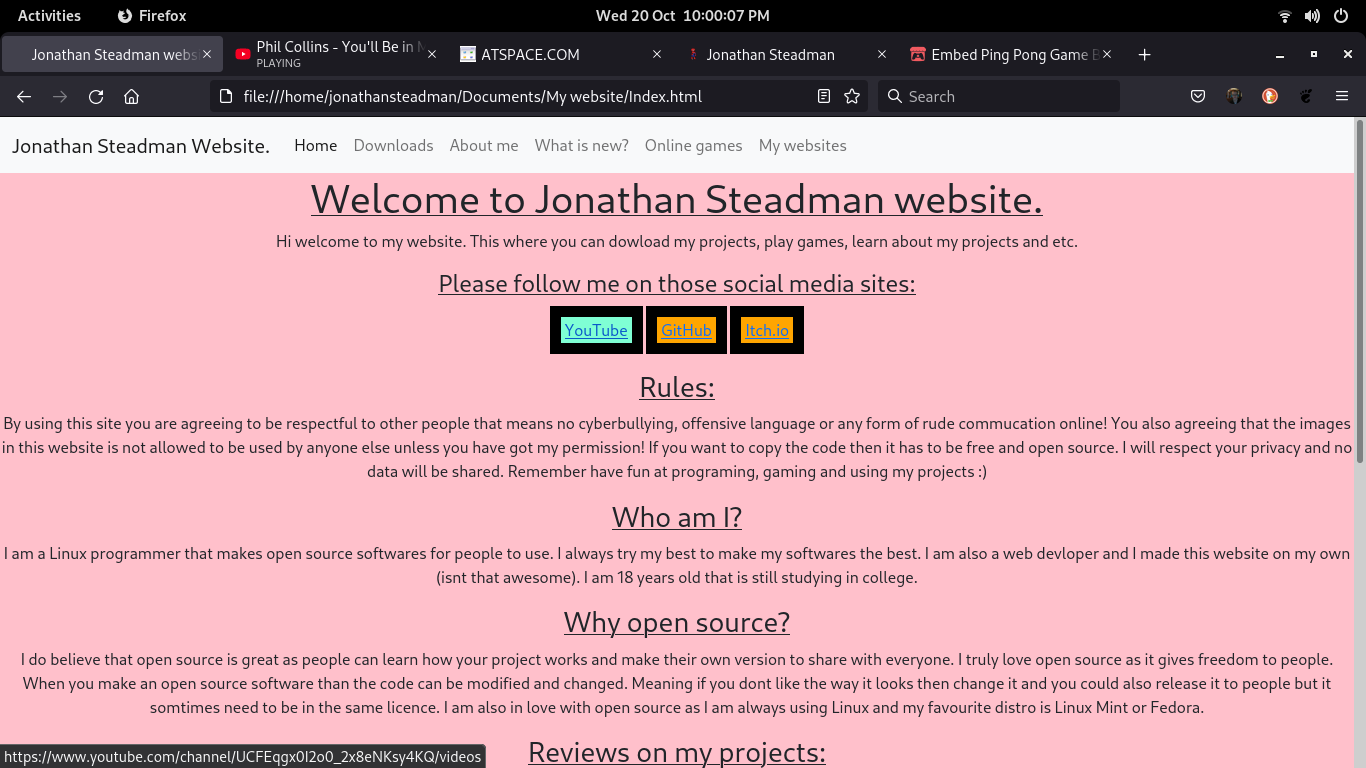 Activities Firefox Wed 20 Oct 10:00:07 PM
Jonathan Steadman webs Phil Collins - You'll Be in ATSPACE.COM Jonathan Steadman Embed Ping Pong Game
PLAYING
file:///home/jonathansteadman/Documents/My website/Index.html Search
Jonathan Steadman Website. Home Downloads About me What is new? Online games My websites
Welcome to Jonathan Steadman website.
Hi welcome to my website. This where you can dowload my projects, play games, learn about my projects and etc.
Please follow me on those social media sites:
YouTube GitHub Itch.io
Rules:
By using this site you are agreeing to be respectful to other people that means no cyberbullying, offensive language or any form of rude commucation online! You also agreeing that the images
in this website is not allowed to be used by anyone else unless you have got my permission! If you want to copy the code then it has to be free and open source. I will respect your privacy and no
data will be shared. Remember have fun at programing, gaming and using my projects :)
Who am I?
I am a Linux programmer that makes open source softwares for people to use. I always try my best to make my softwares the best. I am also a web devloper and I made this website on my own
(isnt that awesome). I am 18 years old that is still studying in college.
Why open source?
I do believe that open source is great as people can learn how your project works and make their own version to share with everyone. I truly love open source as it gives freedom to people.
When you make an open source software than the code can be modified and changed. Meaning if you dont like the way it looks then change it and you could also release it to people but it
somtimes need to be in the same licence. I am also in love with open source as I am always using Linux and my favourite distro is Linux Mint or Fedora.
Reviews on my projects:
https://www.youtube.com/channel/UCFEqgx0I2o0_2x8eNKsy4KQ/videos